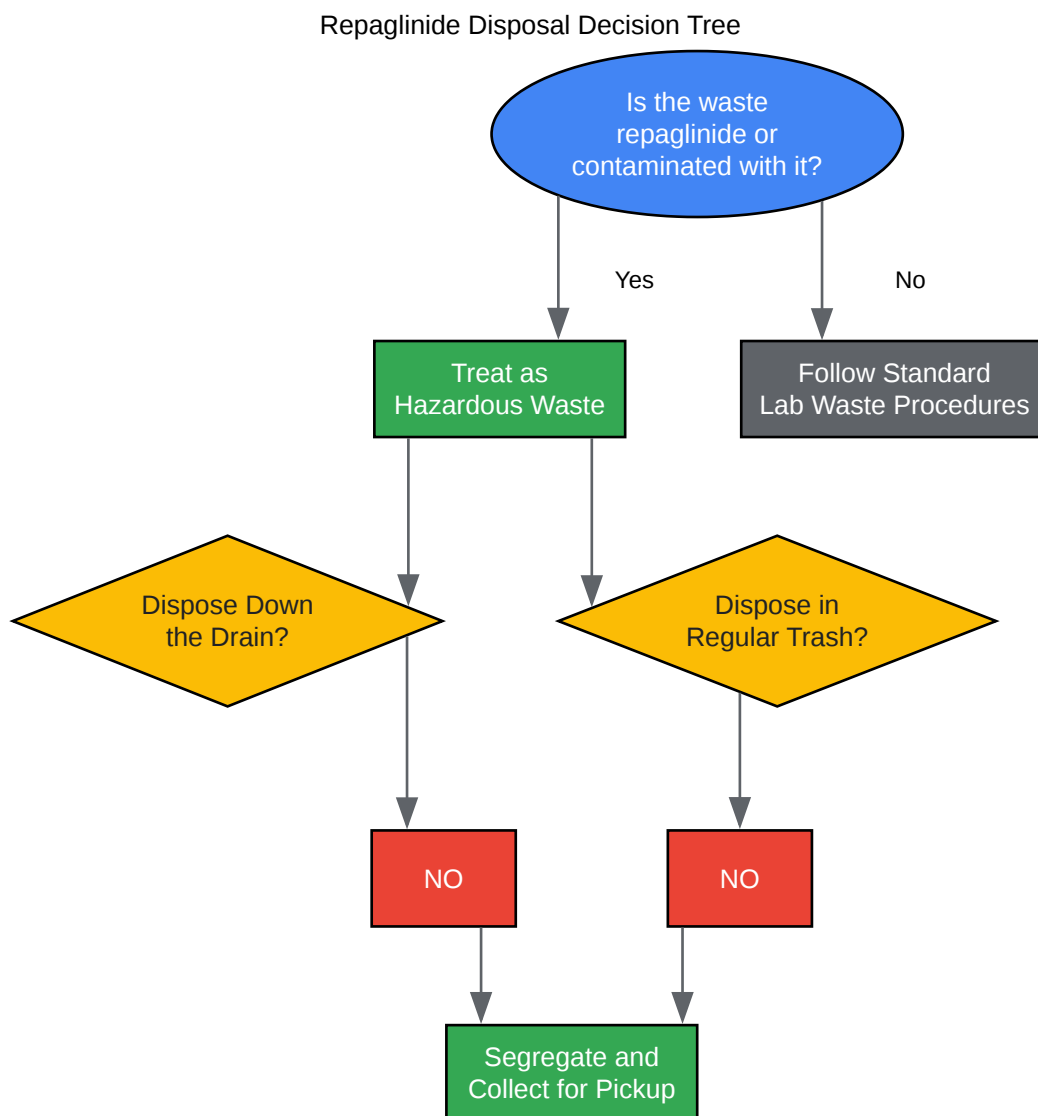 Repaglinide Disposal Decision Tree
Is the waste
repaglinide or
contaminated with it?
Yes
No
Treat as
Hazardous Waste
Follow Standard
Lab Waste Procedures
Dispose Down
the Drain?
Dispose in
Regular Trash?
NO
NO
Segregate and
Collect for Pickup